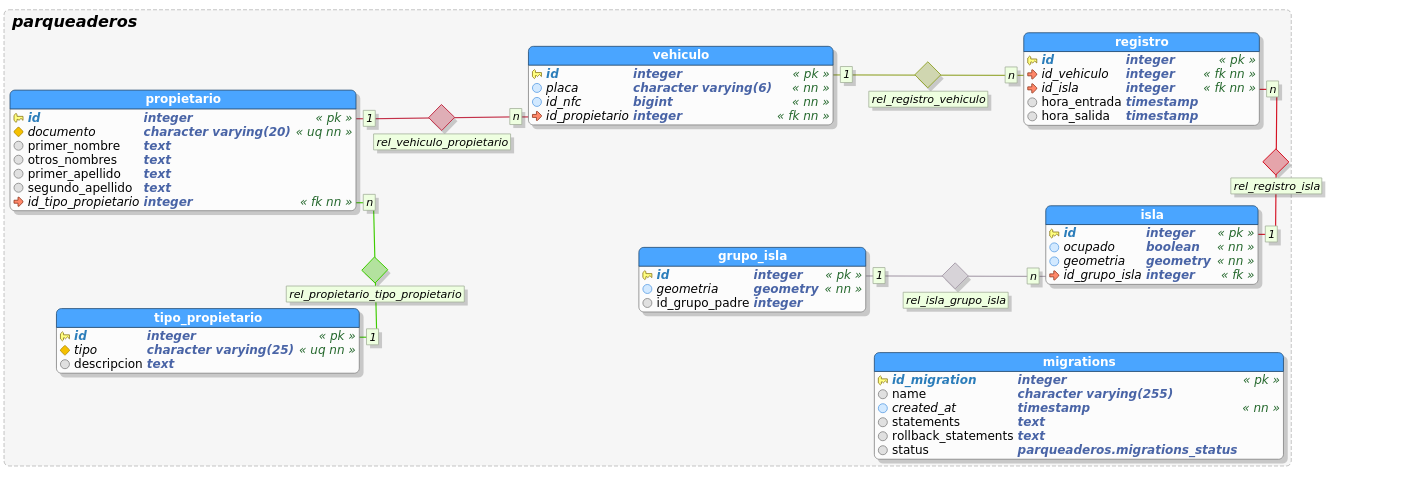 parqueaderos
propietario
id integer « pk »
documento character varying(20) « uq nn »
primer_nombre text
otros_nombres text
primer_apellido text
segundo_apellido text
id_tipo_propietario integer « fk nn »
1
rel_vehiculo_propietario
n
vehiculo
id integer « pk »
placa character varying(6) « nn »
id_nfc bigint « nn »
id_propietario integer « fk nn »
1
rel_registro_vehiculo
n
registro
id integer « pk »
id_vehiculo integer « fk nn »
id_isla integer « fk nn »
hora_entrada timestamp
hora_salida timestamp
n
rel_registro_isla
1
isla
id integer « pk »
ocupado boolean « nn »
geometria geometry « nn »
id_grupo_isla integer « fk »
n
rel_isla_grupo_isla
1
grupo_isla
id integer « pk »
geometria geometry « nn »
id_grupo_padre integer
n
rel_propietario_tipo_propietario
1
tipo_propietario
id integer « pk »
tipo character varying(25) « uq nn »
descripcion text
migrations
id_migration integer « pk »
name character varying(255)
created_at timestamp « nn »
statements text
rollback_statements text
status parqueaderos.migrations_status